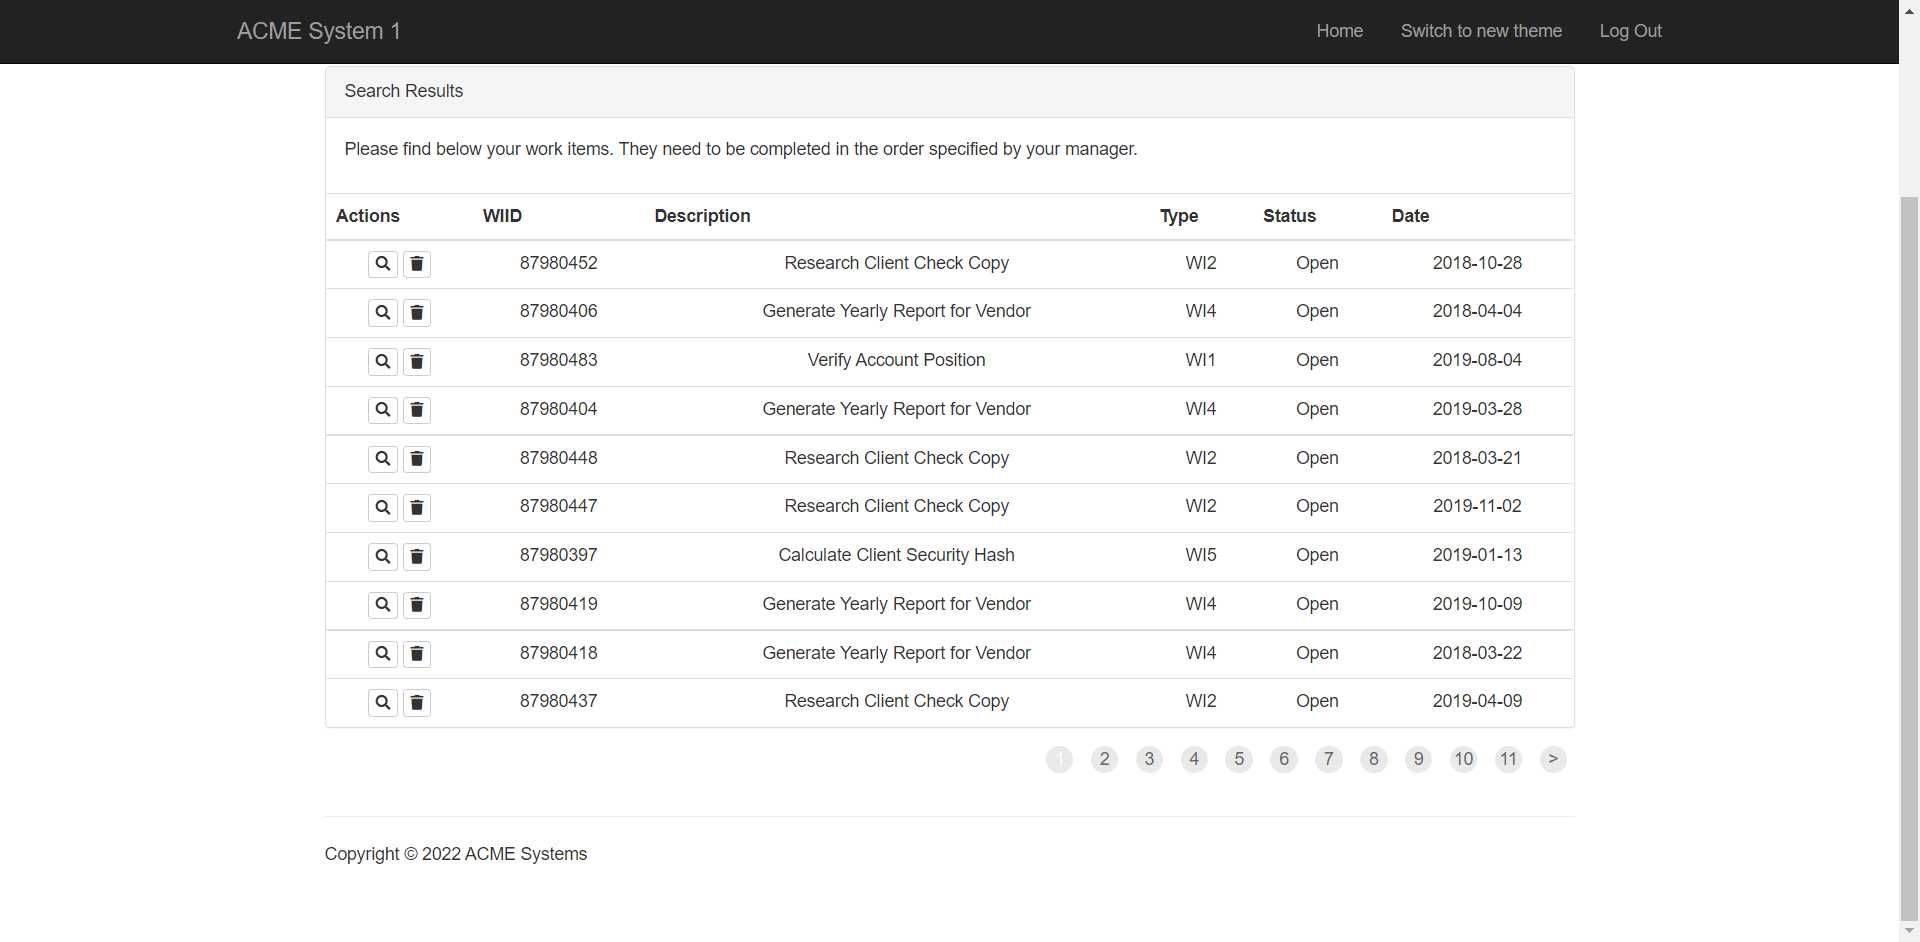 ACME System 1 Home Switch to new theme Log Out
Search Results
Please find below your work items. They need to be completed in the order specified by your manager.
Actions WIID Description Type Status Date
87980452 Research Client Check Copy WI2 Open 2018-10-28
87980406 Generate Yearly Report for Vendor WI4 Open 2018-04-04
87980483 Verify Account Position WI1 Open 2019-08-04
87980404 Generate Yearly Report for Vendor WI4 Open 2019-03-28
87980448 Research Client Check Copy WI2 Open 2018-03-21
87980447 Research Client Check Copy WI2 Open 2019-11-02
87980397 Calculate Client Security Hash WI5 Open 2019-01-13
87980419 Generate Yearly Report for Vendor WI4 Open 2019-10-09
87980418 Generate Yearly Report for Vendor WI4 Open 2018-03-22
87980437 Research Client Check Copy WI2 Open 2019-04-09
1 2 3 4 5 6 7 8 9 10 11 >
Copyright © 2022 ACME Systems